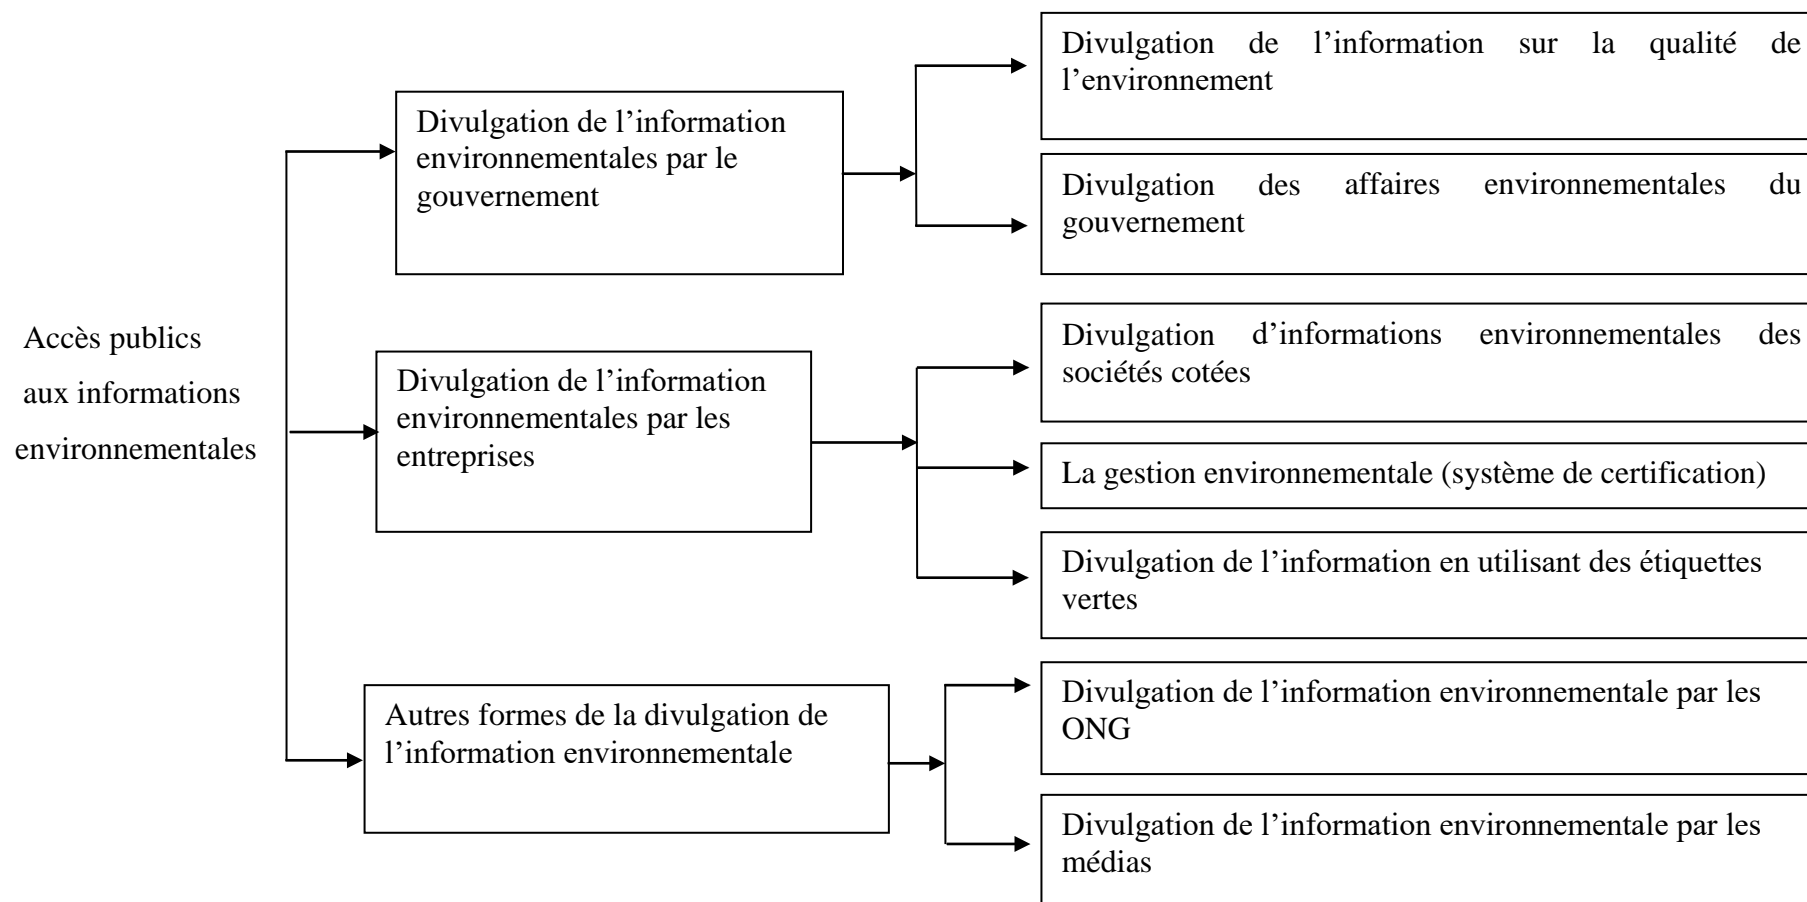 Accès publics
aux informations
environnementales
Divulgation de l’information
environnementales par le
gouvernement
Divulgation de l’information sur la qualité de
l’environnement
Divulgation des affaires environnementales du
gouvernement
Divulgation de l’information
environnementales par les
entreprises
Divulgation d’informations environnementales des
sociétés cotées
La gestion environnementale (système de certification)
Divulgation de l’information en utilisant des étiquettes
vertes
Autres formes de la divulgation de
l’information environnementale
Divulgation de l’information environnementale par les
ONG
Divulgation de l’information environnementale par les
médias